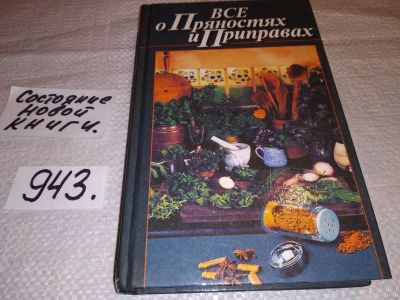 ВСЕ
о Пряностях
и Приправах
Состояние
новой
книги.
943.